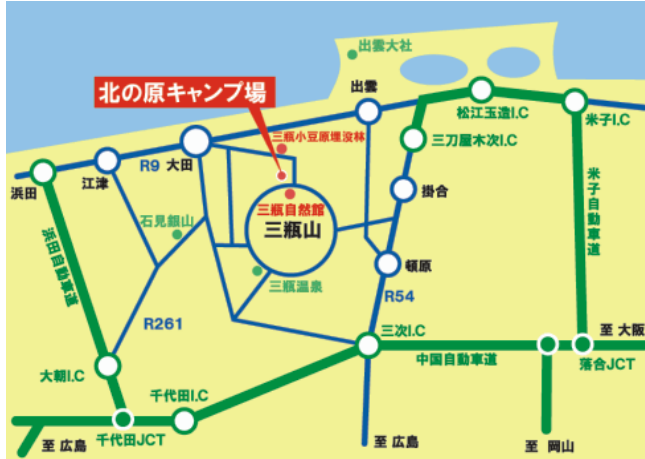 出雲大社
北の原キャンプ場
出雲
松江玉造I.C
米子I.C
三瓶小豆原埋没林
三刀屋木次I.C
R9
大田
江津
浜田
掛合
米子自動車道
三瓶自然館
三瓶山
石見銀山
浜田自動車道
頓原
三瓶温泉
R54
R261
三次I.C
至 大阪
中国自動車道
落合JCT
大朝I.C
千代田I.C
千代田JCT
至 広島
至 広島
至 岡山